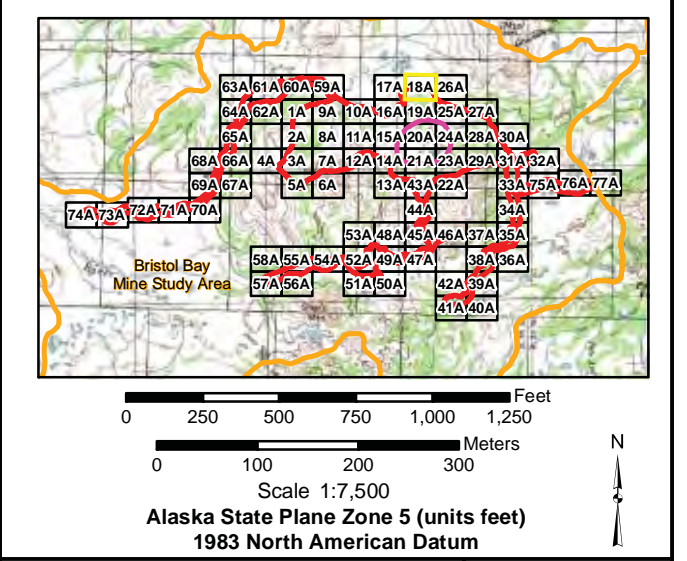 63A 61A 60A 59A 17A 18A 26A
64A 62A 1A 9A 10A 16A 19A 25A 27A
65A 2A 8A 11A 15A 20A 24A 28A 30A
68A 66A 4A 3A 7A 12A 14A 21A 23A 29A 31A 32A
69A 67A 5A 6A 13A 43A 22A 33A 75A 76A 77A
74A 73A 72A 71A 70A 44A 34A
53A 48A 45A 46A 37A 35A
58A 55A 54A 52A 49A 47A 38A 36A
57A 56A 51A 50A 42A 39A
41A 40A
Bristol Bay
Mine Study Area
Feet
0 250 500 750 1,000 1,250
Meters
0 100 200 300
N
Scale 1:7,500
Alaska State Plane Zone 5 (units feet)
1983 North American Datum